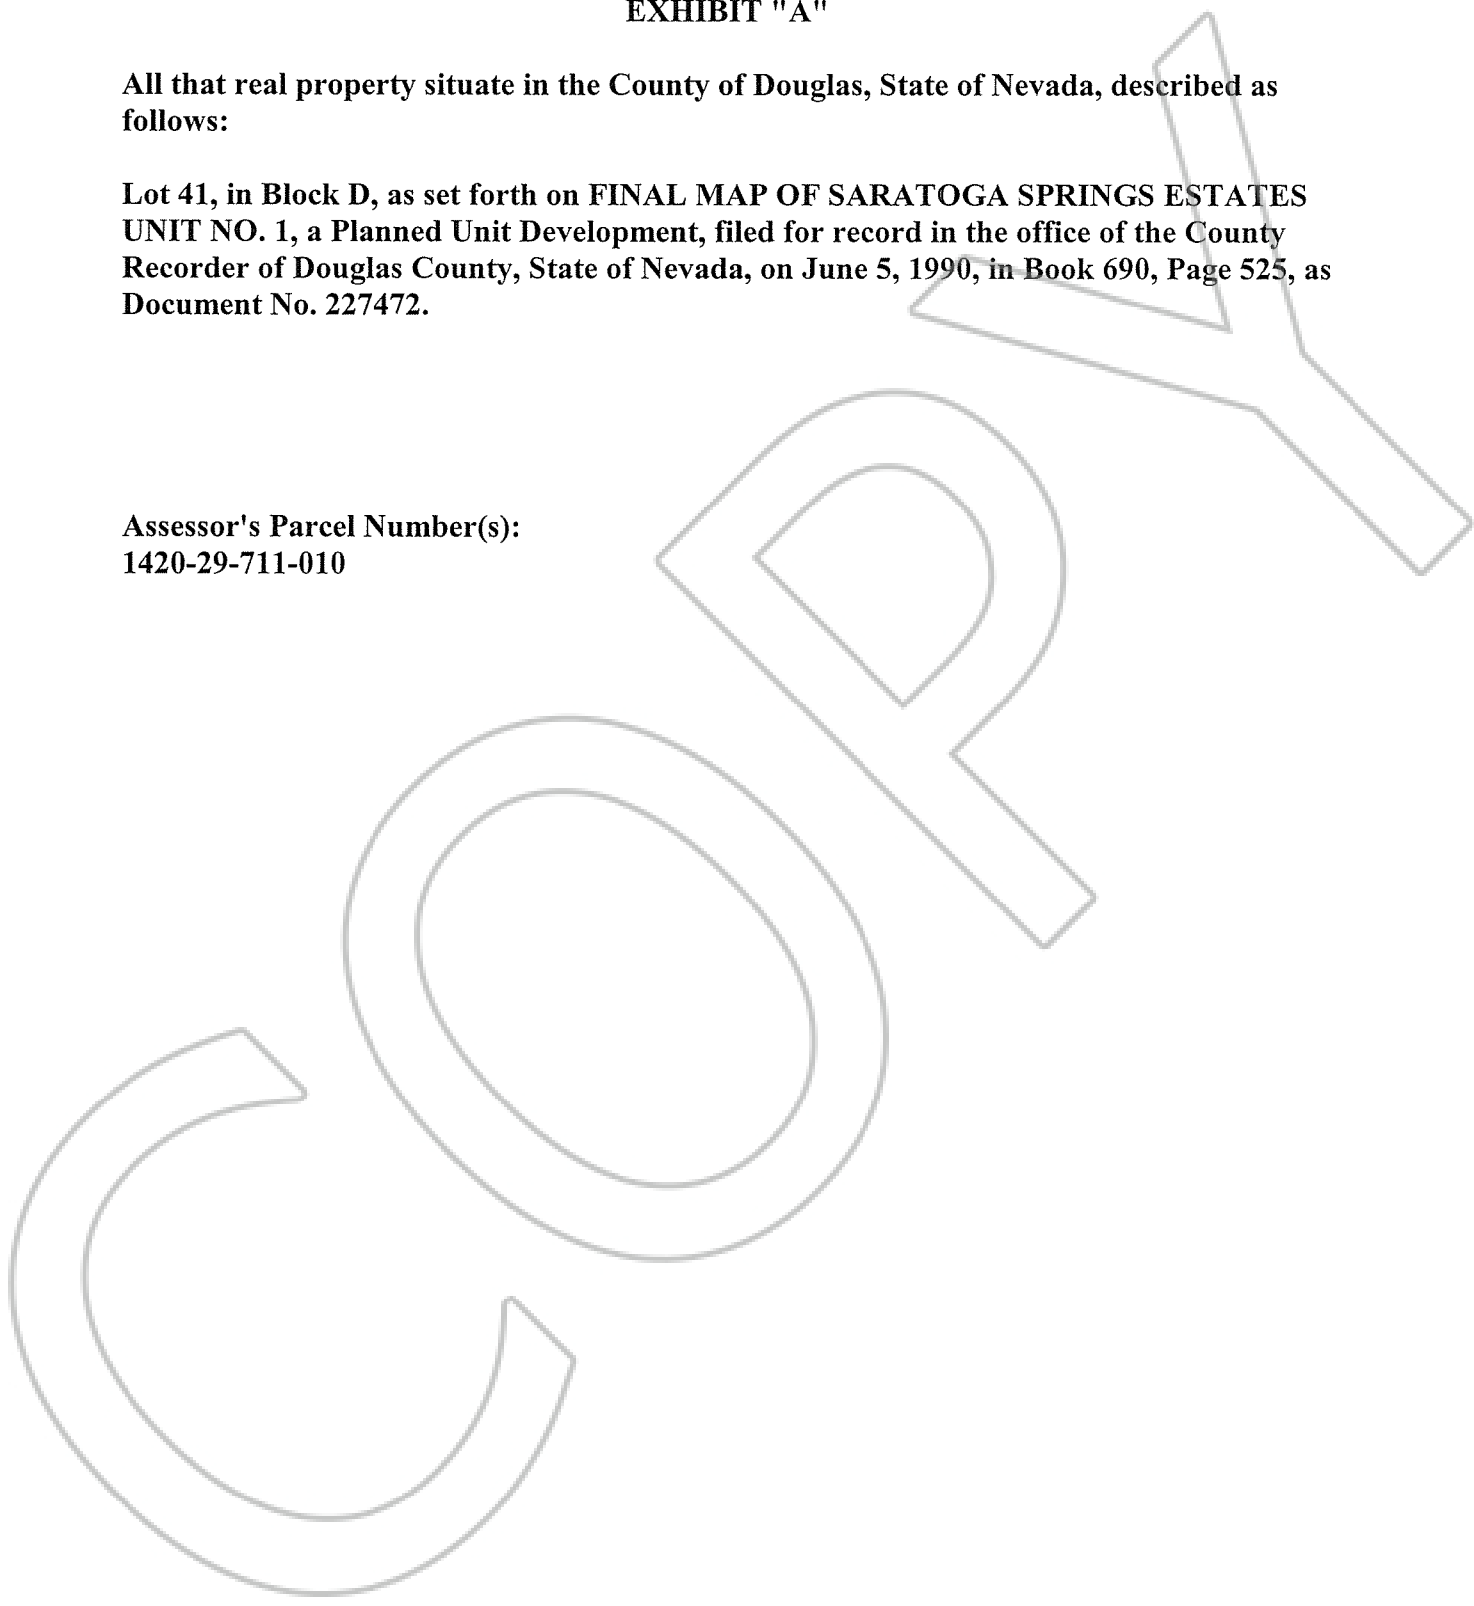 EXHIBIT "A"
All that real property situate in the County of Douglas, State of Nevada, described as
follows:
Lot 41, in Block D, as set forth on FINAL MAP OF SARATOGA SPRINGS ESTATES
UNIT NO. 1, a Planned Unit Development, filed for record in the office of the County
Recorder of Douglas County, State of Nevada, on June 5, 1990, in Book 690, Page 525, as
Document No. 227472.
Assessor's Parcel Number(s):
1420-29-711-010
COPY